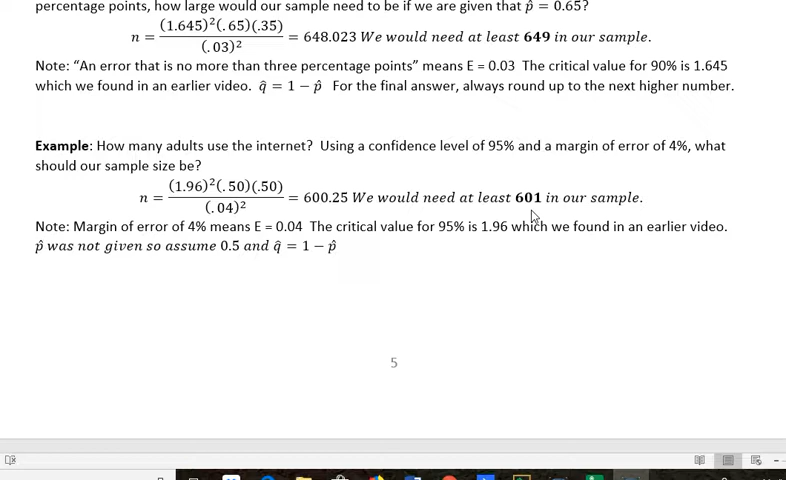 percentage points, how large would our sample need to be if we are given that p̂ = 0.65?
n = (1.645)²(.65)(.35) / (.03)² = 648.023 We would need at least 649 in our sample.
Note: “An error that is no more than three percentage points” means E = 0.03 The critical value for 90% is 1.645
which we found in an earlier video. q̂ = 1 − p̂ For the final answer, always round up to the next higher number.
Example: How many adults use the internet? Using a confidence level of 95% and a margin of error of 4%, what
should our sample size be?
n = (1.96)²(.50)(.50) / (.04)² = 600.25 We would need at least 601 in our sample.
Note: Margin of error of 4% means E = 0.04 The critical value for 95% is 1.96 which we found in an earlier video.
p̂ was not given so assume 0.5 and q̂ = 1 − p̂
5